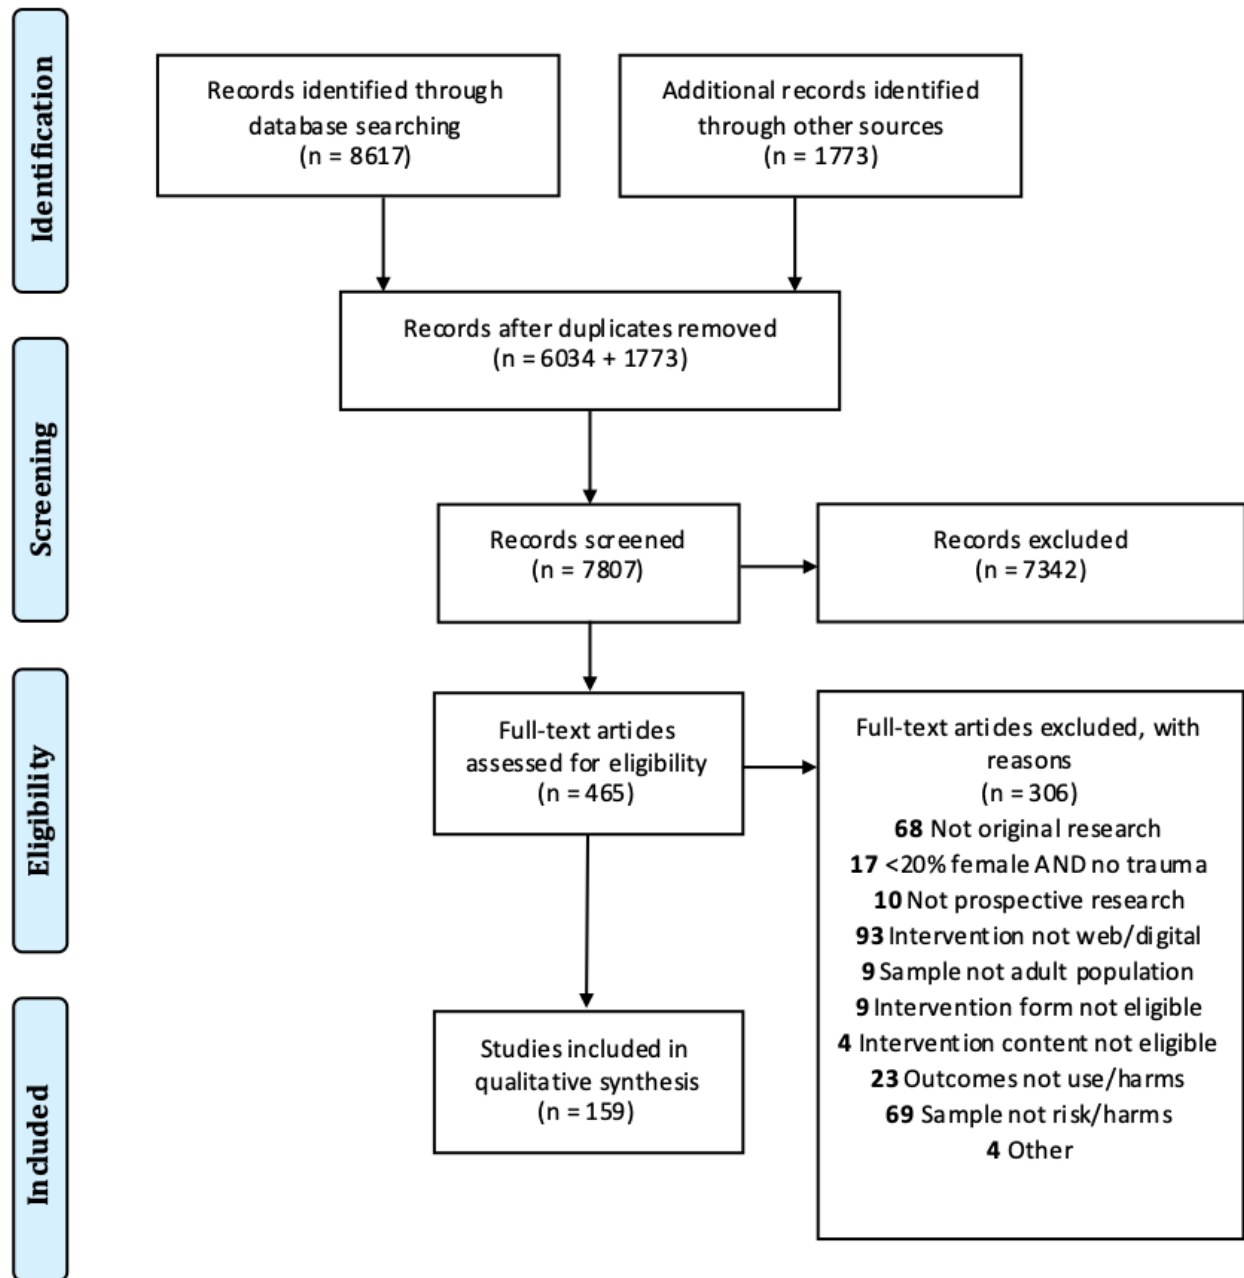 Identification
Records identified through
database searching
(n = 8617)
Additional records identified
through other sources
(n = 1773)
Records after duplicates removed
(n = 6034 + 1773)
Screening
Records screened
(n = 7807)
Records excluded
(n = 7342)
Eligibility
Full-text articles
assessed for eligibility
(n = 465)
Full-text articles excluded, with
reasons
(n = 306)
68 Not original research
17 <20% female AND no trauma
10 Not prospective research
93 Intervention not web/digital
9 Sample not adult population
9 Intervention form not eligible
4 Intervention content not eligible
23 Outcomes not use/harms
69 Sample not risk/harms
4 Other
Included
Studies included in
qualitative synthesis
(n = 159)